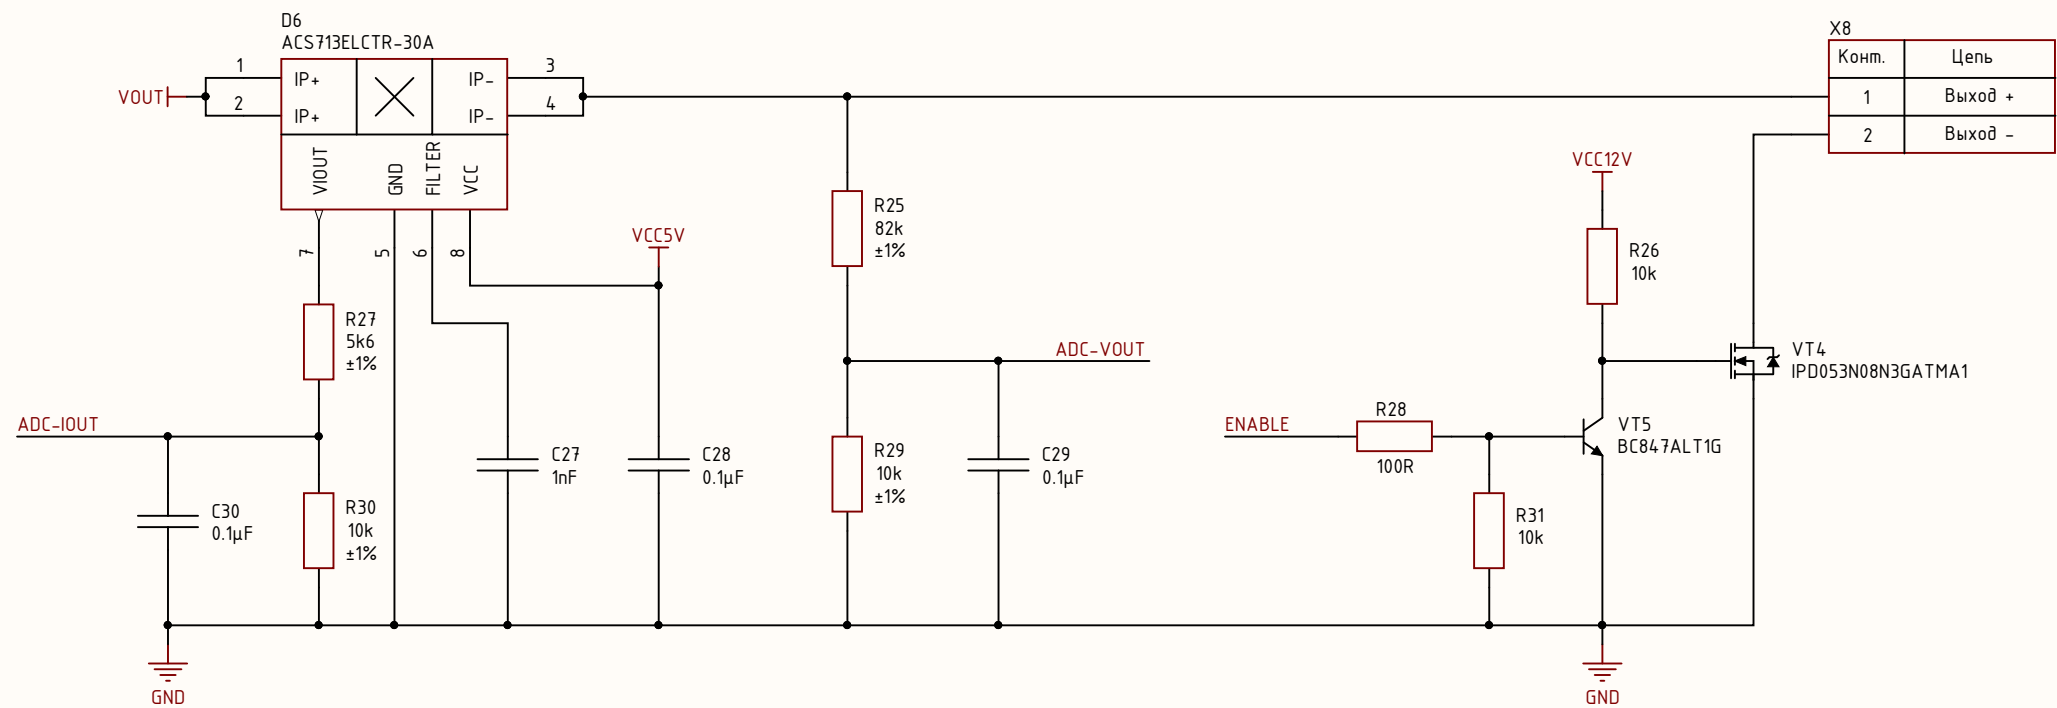 D6
ACS713ELCTR-30A
X8
Конт. Цепь
1 Выход +
2 Выход -
VOUT
1 IP+ IP- 3
2 IP+ IP- 4
VIOUT GND FILTER VCC
7 5 6 8
VCC5V
VCC12V
R25
82k
±1%
R26
10k
R27
5k6
±1%
ADC-VOUT
VT4
IPD053N08N3GATMA1
ADC-IOUT
ENABLE
R28
100R
VT5
BC847ALT1G
C27
1nF
C28
0.1µF
R29
10k
±1%
C29
0.1µF
C30
0.1µF
R30
10k
±1%
R31
10k
GND
GND